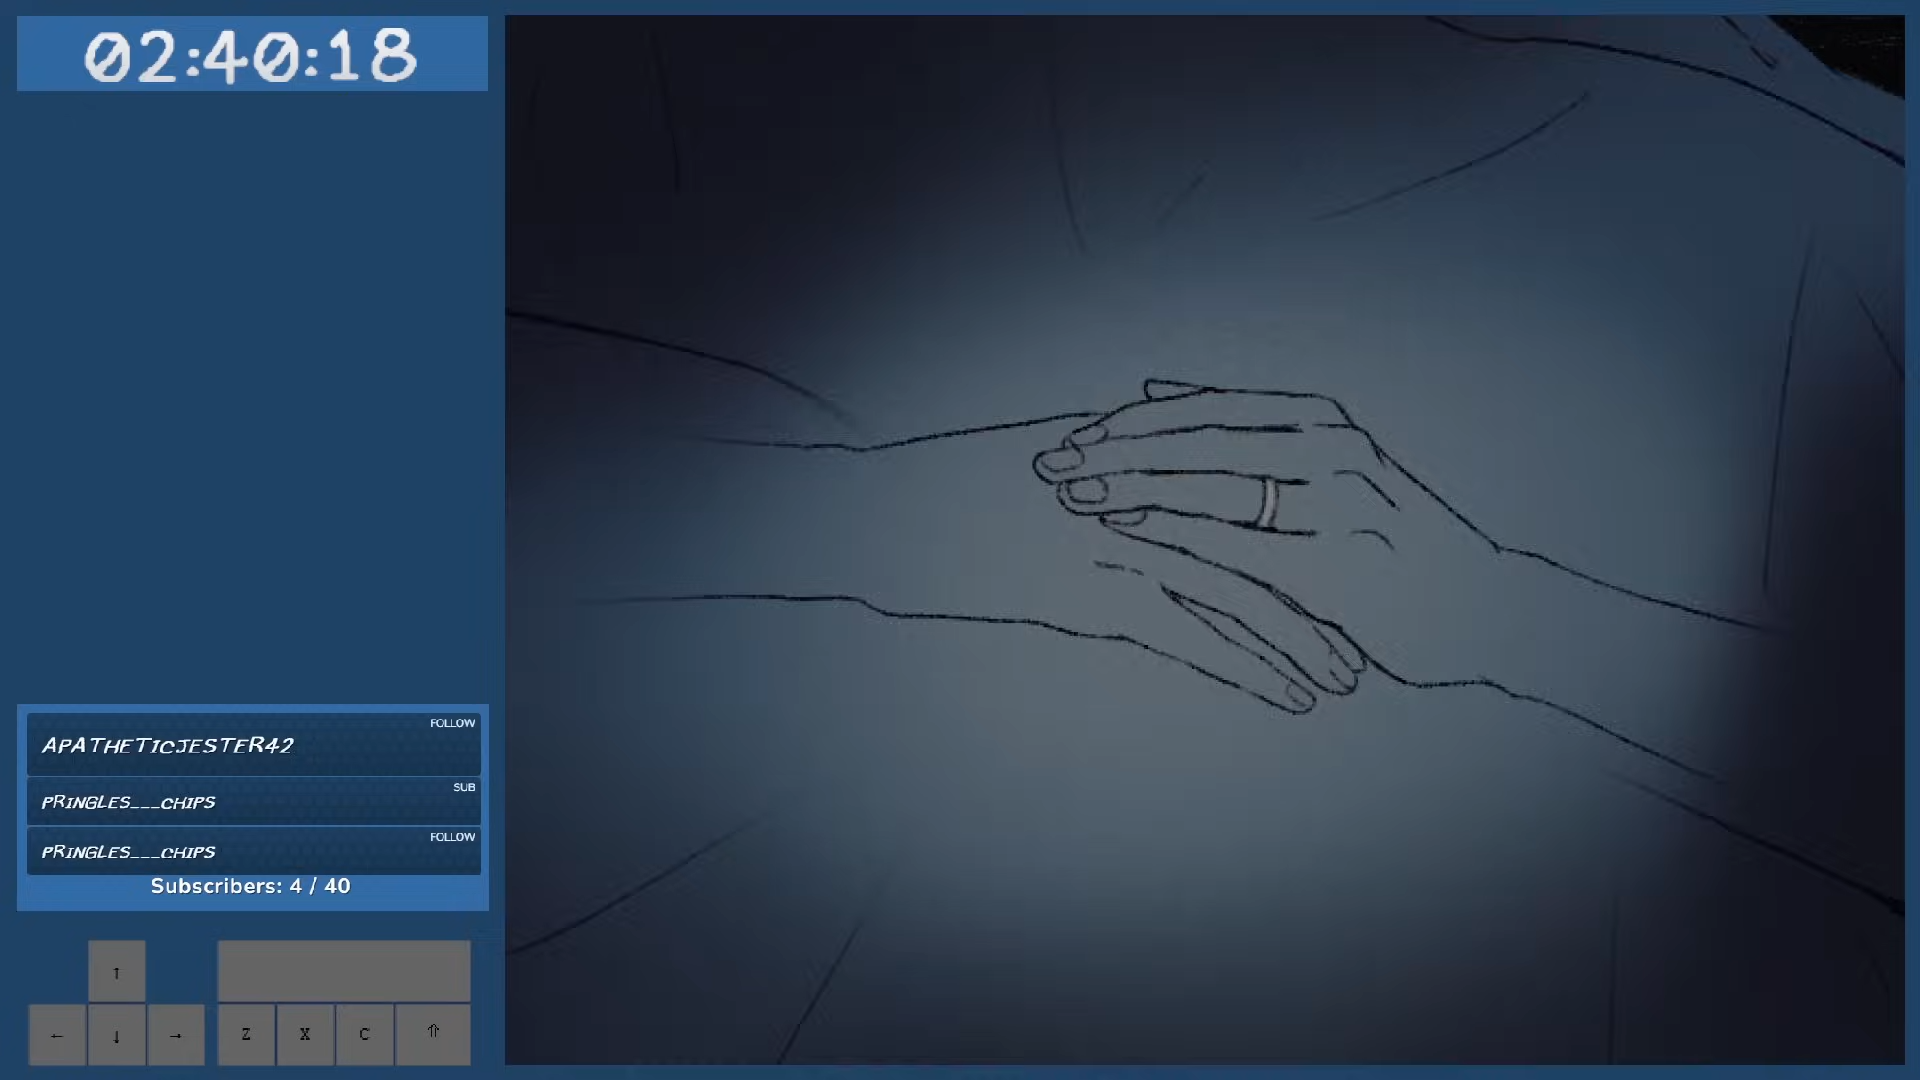 02:40:18
FOLLOW
APATHETICJESTER42
SUB
PRINGLES___CHIPS
FOLLOW
PRINGLES___CHIPS
Subscribers: 4 / 40
↑
← ↓ → Z X C ⇑